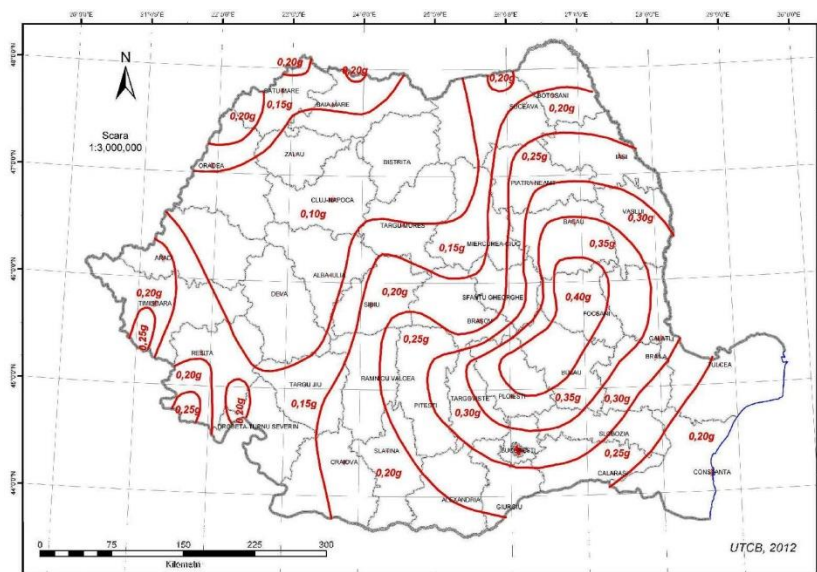 20°0'0"E 21°0'0"E 22°0'0"E 23°0'0"E 24°0'0"E 25°0'0"E 26°0'0"E 27°0'0"E 28°0'0"E 29°0'0"E 30°0'0"E
48°0'0"N
47°0'0"N
46°0'0"N
45°0'0"N
44°0'0"N
N
Scara
1:3,000,000
0,20g
0,20g
0,20g
SATU MARE
BAIA MARE
0,15g
0,20g
SUCEAVA
BOTOSANI
0,20g
ORADEA
ZALAU
BISTRITA
0,25g
IASI
PIATRA NEAMT
CLUJ-NAPOCA
0,10g
TARGU-MURES
VASLUI
0,30g
BACAU
MIERCUREA-CIUC
0,15g
0,35g
ARAD
ALBA-IULIA
DEVA
0,20g
TIMISOARA
0,25g
SIBIU
0,20g
SFANTU GHEORGHE
0,40g
FOCSANI
BRASOV
0,25g
GALATI
BRAILA
TULCEA
RESITA
0,20g
0,25g
0,20g
TARGU JIU
0,15g
RAMNICU VALCEA
PITESTI
TARGOVISTE
0,30g
PLOIESTI
BUZAU
0,35g
0,30g
DROBETA-TURNU SEVERIN
SLOBOZIA
0,20g
CRAIOVA
SLATINA
0,20g
BUCURESTI
0,25g
CALARASI
CONSTANTA
ALEXANDRIA
GIURGIU
0 37.5 75 150 225 300
Kilometri
UTCB, 2012